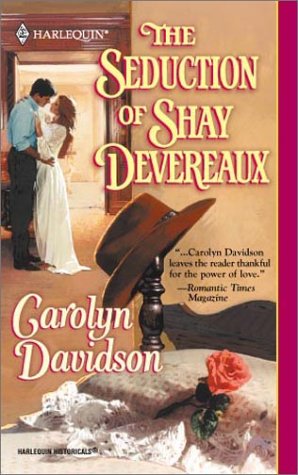 HARLEQUIN®
THE
SEDUCTION
OF SHAY
DEVEREAUX
"...Carolyn Davidson
leaves the reader thankful
for the power of love."
—Romantic Times
Magazine
Carolyn
Davidson
HARLEQUIN HISTORICALS®